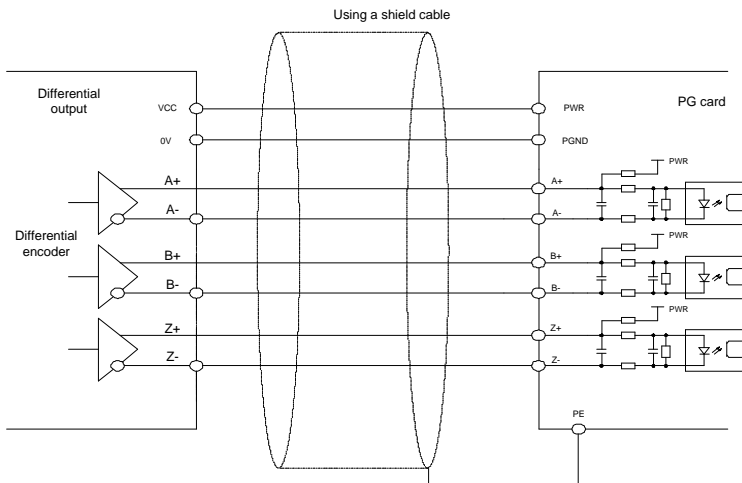 Using a shield cable
Differential
output
PG card
VCC
PWR
0V
PGND
PWR
A+
A+
A-
A-
Differential
encoder
PWR
B+
B+
B-
B-
PWR
Z+
Z+
Z-
Z-
PE